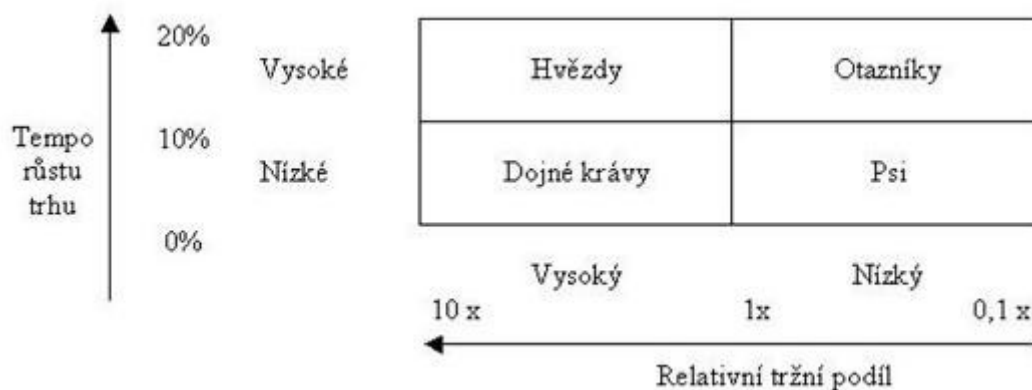 20%
Vysoké
Hvězdy
Otazníky
Tempo
růstu
trhu
10%
Nízké
Dojné krávy
Psi
0%
Vysoký
Nízký
10 x
1x
0,1 x
Relativní tržní podíl